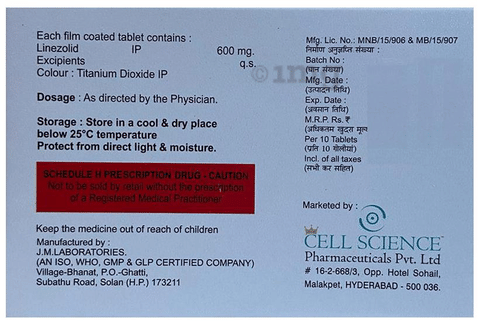 Each film coated tablet contains :
Linezolid IP 600 mg.
Excipients q.s.
Colour : Titanium Dioxide IP
Dosage : As directed by the Physician.
Storage : Store in a cool & dry place
below 25°C temperature
Protect from direct light & moisture.
SCHEDULE H PRESCRIPTION DRUG - CAUTION
Not to be sold by retail without the prescription
of a Registered Medical Practitioner
Keep the medicine out of reach of children
Manufactured by :
J.M.LABORATORIES.
(AN ISO, WHO, GMP & GLP CERTIFIED COMPANY)
Village-Bhanat, P.O.-Ghatti,
Subathu Road, Solan (H.P.) 173211
Mfg. Lic. No.: MNB/15/906 & MB/15/907
निर्माण अनुज्ञप्ति संख्या :
Batch No :
(घान संख्या)
Mfg. Date :
(उत्पादन तिथि)
Exp. Date :
(अवसान तिथि)
M.R.P. Rs. ₹
(अधिकतम खुदरा मूल्य
Per 10 Tablets
(प्रति 10 गोलीयां)
Incl. of all taxes
(सभी कर सहित)
Marketed by :
CELL SCIENCE
Pharmaceuticals Pvt. Ltd
# 16-2-668/3, Opp. Hotel Sohail,
Malakpet, HYDERABAD - 500 036.